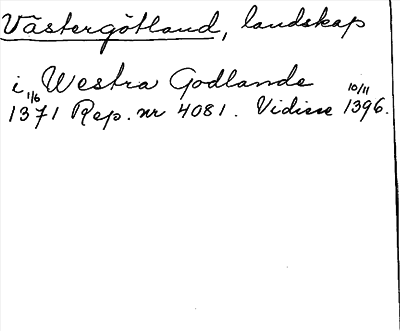 Västergötland, landskap
i Westra Godlande
1/6 10/11
1371 Rep. nr 4081. Vidisse 1396.